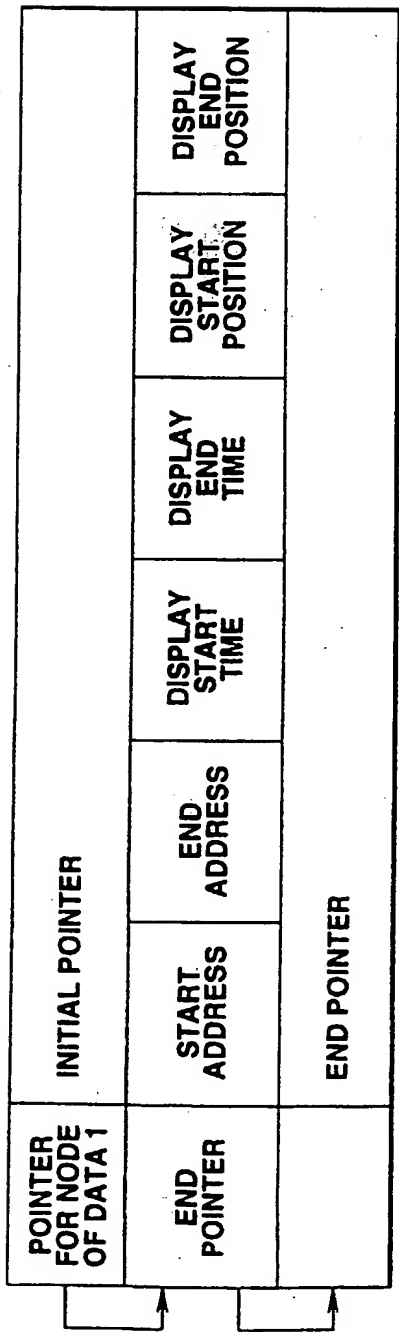 POINTER
FOR NODE
OF DATA 1
INITIAL POINTER
END
POINTER
START
ADDRESS
END
ADDRESS
DISPLAY
START
TIME
DISPLAY
END
TIME
DISPLAY
START
POSITION
DISPLAY
END
POSITION
END POINTER